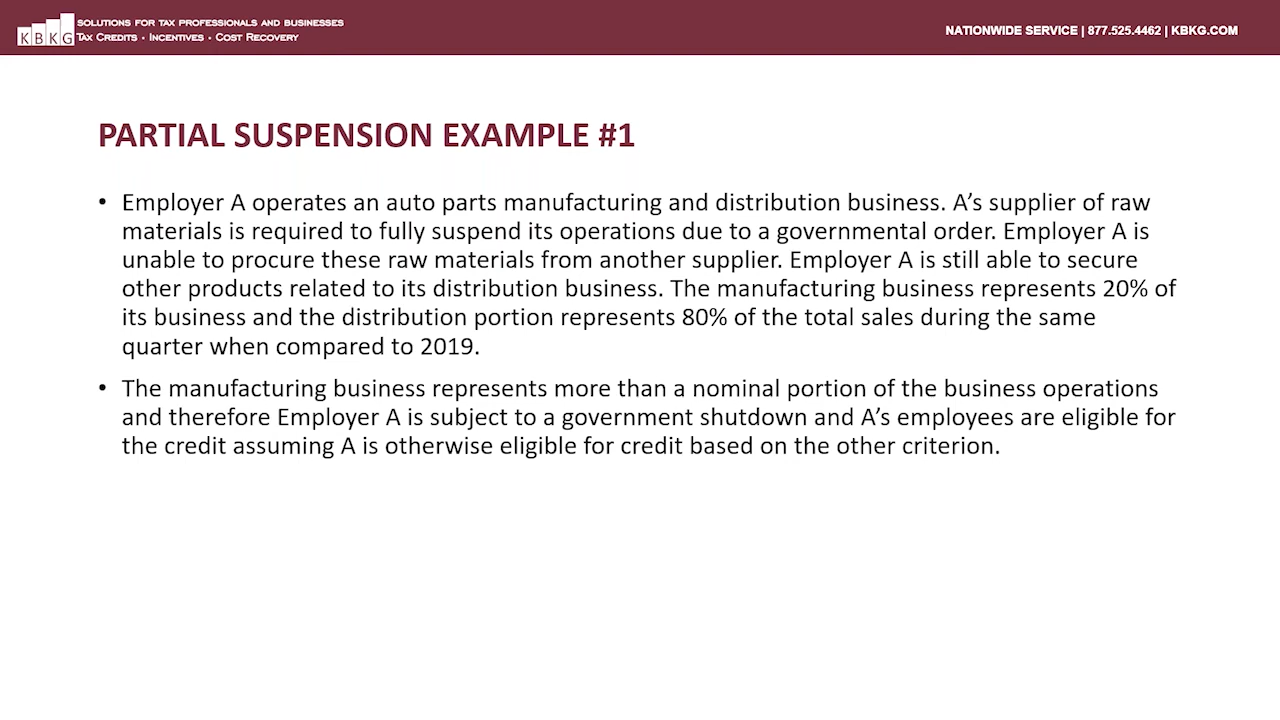 KBKG
SOLUTIONS FOR TAX PROFESSIONALS AND BUSINESSES
TAX CREDITS • INCENTIVES • COST RECOVERY
NATIONWIDE SERVICE | 877.525.4462 | KBKG.COM
PARTIAL SUSPENSION EXAMPLE #1
• Employer A operates an auto parts manufacturing and distribution business. A’s supplier of raw
materials is required to fully suspend its operations due to a governmental order. Employer A is
unable to procure these raw materials from another supplier. Employer A is still able to secure
other products related to its distribution business. The manufacturing business represents 20% of
its business and the distribution portion represents 80% of the total sales during the same
quarter when compared to 2019.
• The manufacturing business represents more than a nominal portion of the business operations
and therefore Employer A is subject to a government shutdown and A’s employees are eligible for
the credit assuming A is otherwise eligible for credit based on the other criterion.